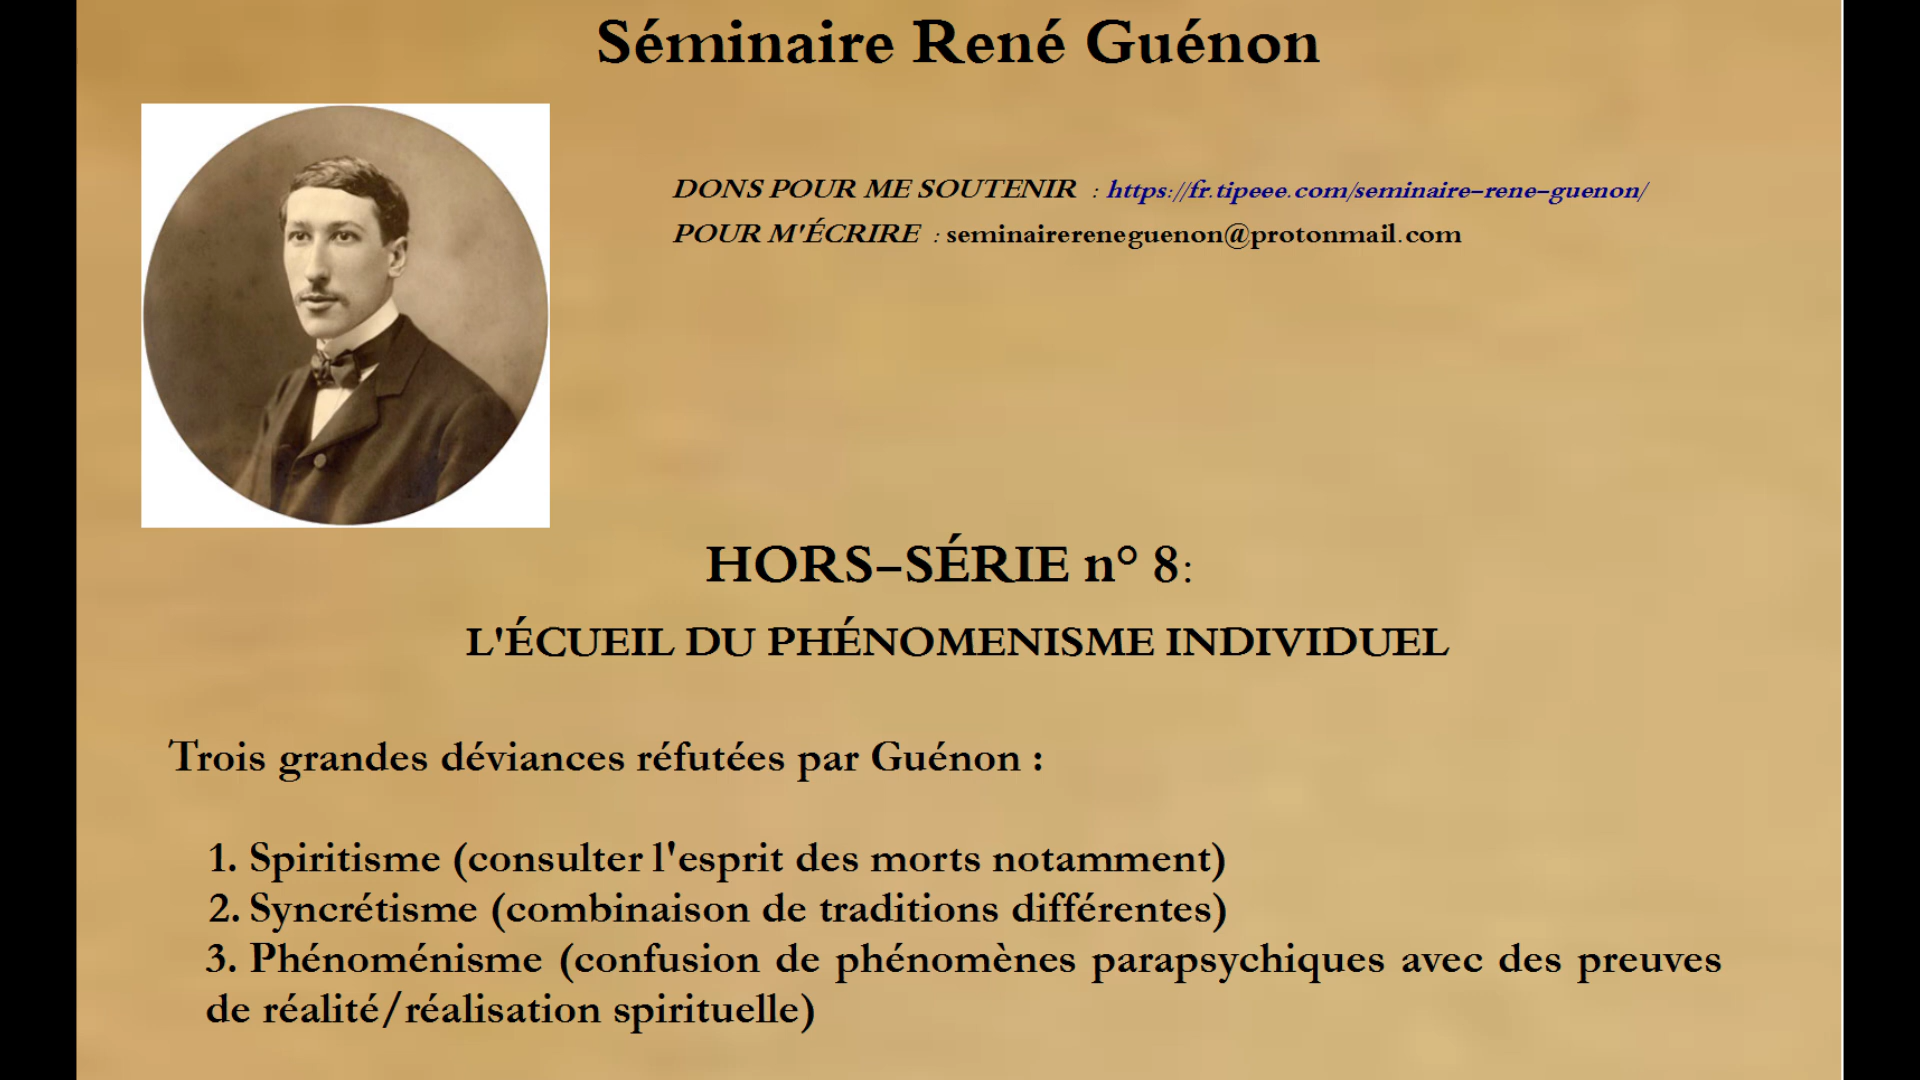 Séminaire René Guénon
DONS POUR ME SOUTENIR : https://fr.tipeee.com/seminaire-rene-guenon/
POUR M'ÉCRIRE : seminairereneguenon@protonmail.com
HORS-SÉRIE n° 8:
L'ÉCUEIL DU PHÉNOMENISME INDIVIDUEL
Trois grandes déviances réfutées par Guénon :
1. Spiritisme (consulter l'esprit des morts notamment)
2. Syncrétisme (combinaison de traditions différentes)
3. Phénoménisme (confusion de phénomènes parapsychiques avec des preuves
de réalité/réalisation spirituelle)